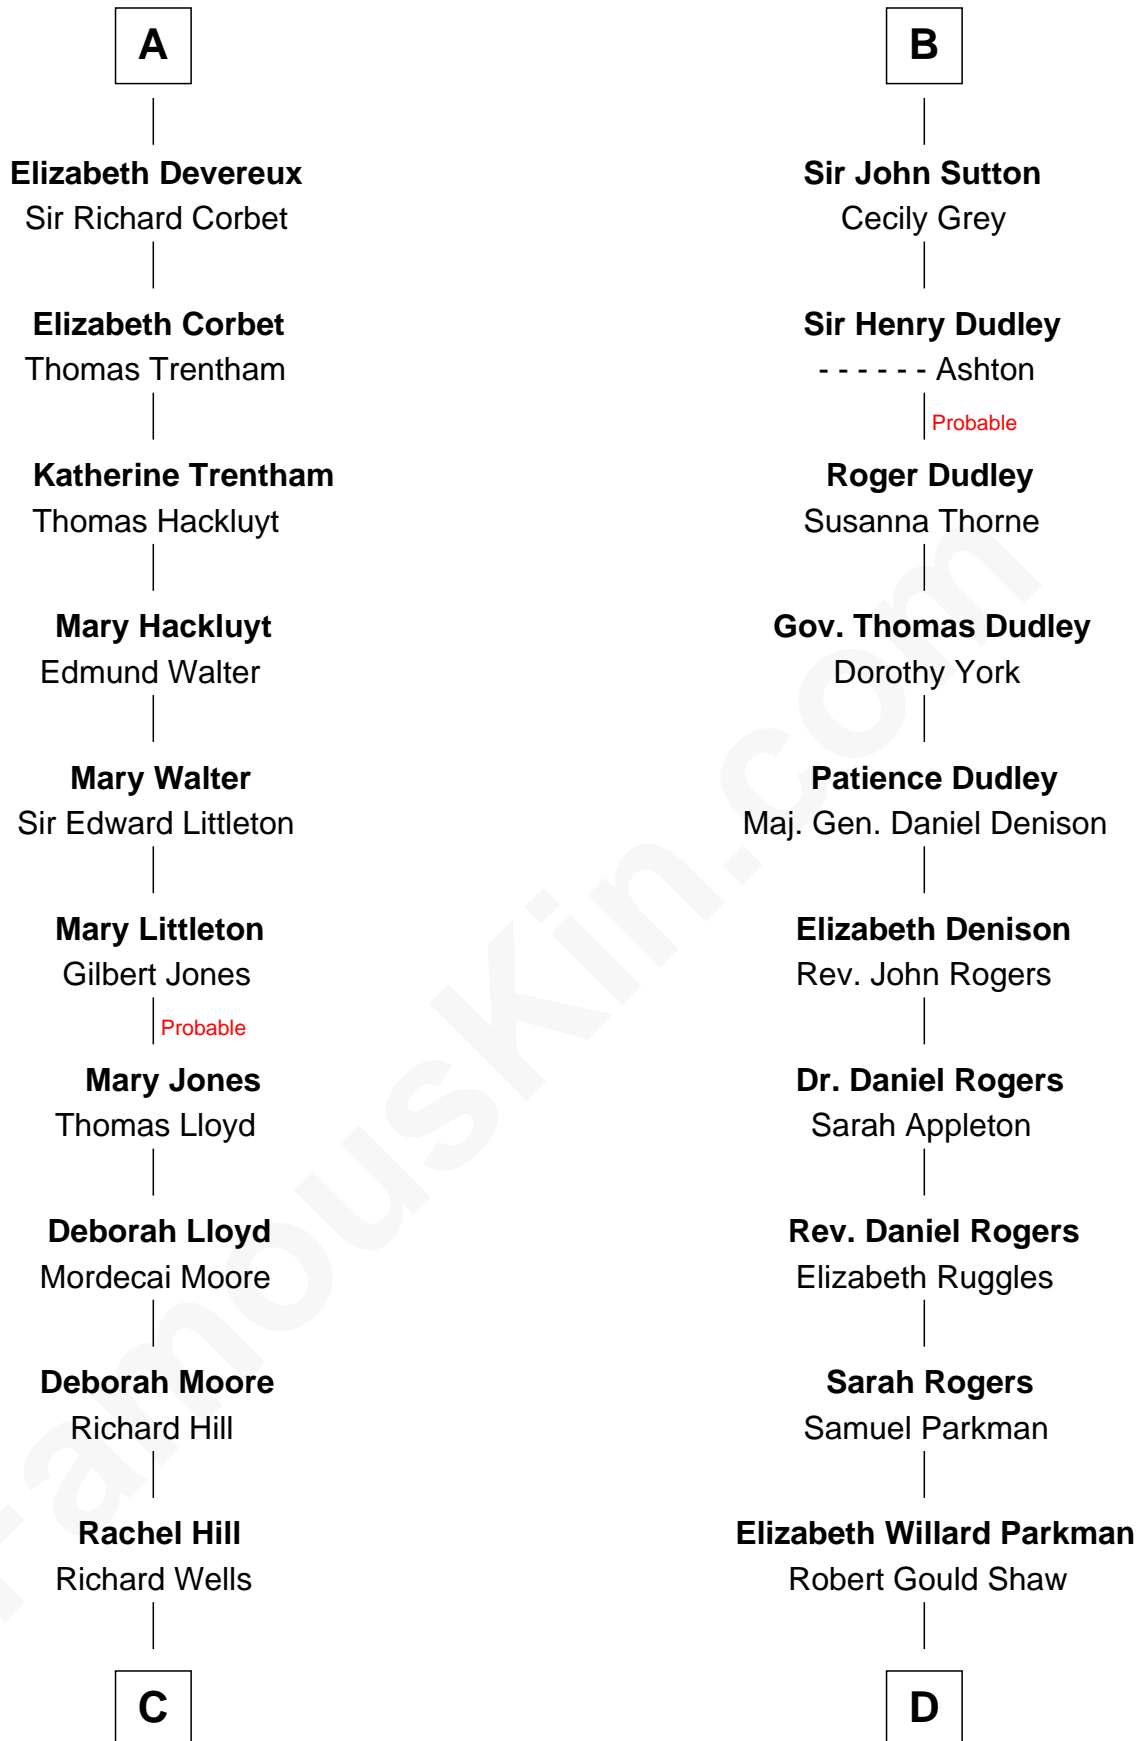 A
Elizabeth Devereux
Sir Richard Corbet
Elizabeth Corbet
Thomas Trentham
Katherine Trentham
Thomas Hackluyt
Mary Hackluyt
Edmund Walter
Mary Walter
Sir Edward Littleton
Mary Littleton
Gilbert Jones
Probable
Mary Jones
Thomas Lloyd
Deborah Lloyd
Mordecai Moore
Deborah Moore
Richard Hill
Rachel Hill
Richard Wells
C
B
Sir John Sutton
Cecily Grey
Sir Henry Dudley
- - - - - - Ashton
Probable
Roger Dudley
Susanna Thorne
Gov. Thomas Dudley
Dorothy York
Patience Dudley
Maj. Gen. Daniel Denison
Elizabeth Denison
Rev. John Rogers
Dr. Daniel Rogers
Sarah Appleton
Rev. Daniel Rogers
Elizabeth Ruggles
Sarah Rogers
Samuel Parkman
Elizabeth Willard Parkman
Robert Gould Shaw
D
FamousKin.com